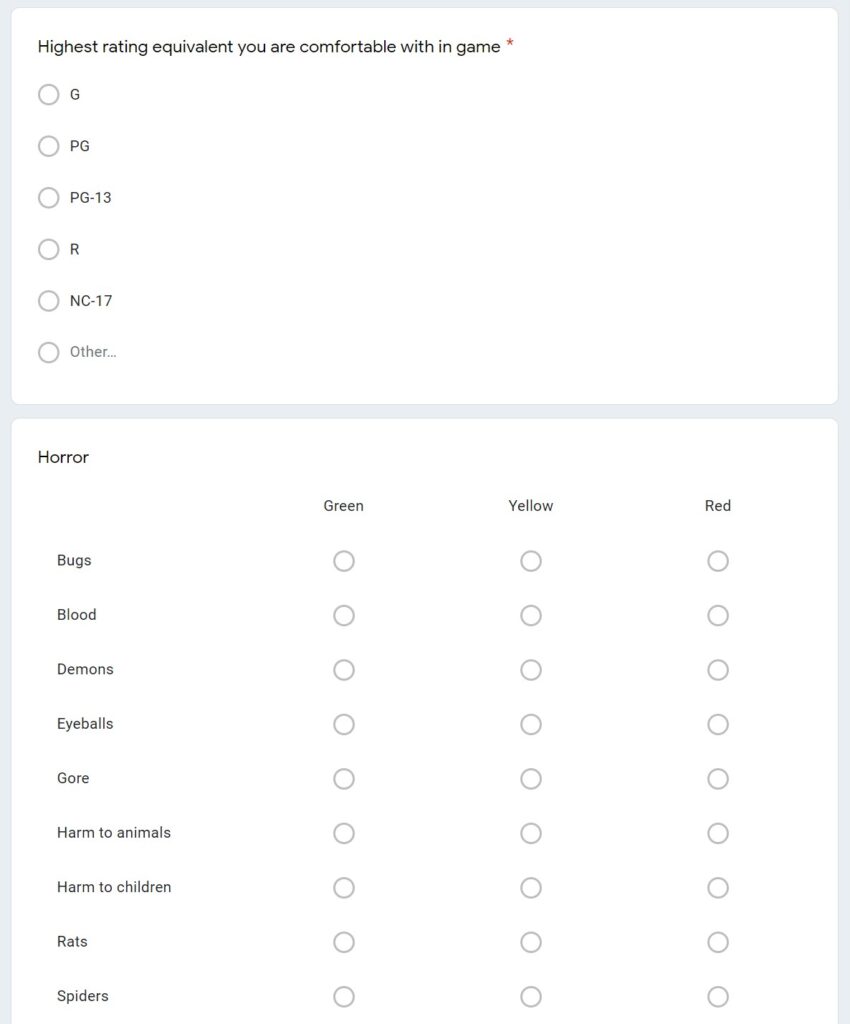 Highest rating equivalent you are comfortable with in game *
G
PG
PG-13
R
NC-17
Other...
Horror
Green Yellow Red
Bugs
Blood
Demons
Eyeballs
Gore
Harm to animals
Harm to children
Rats
Spiders